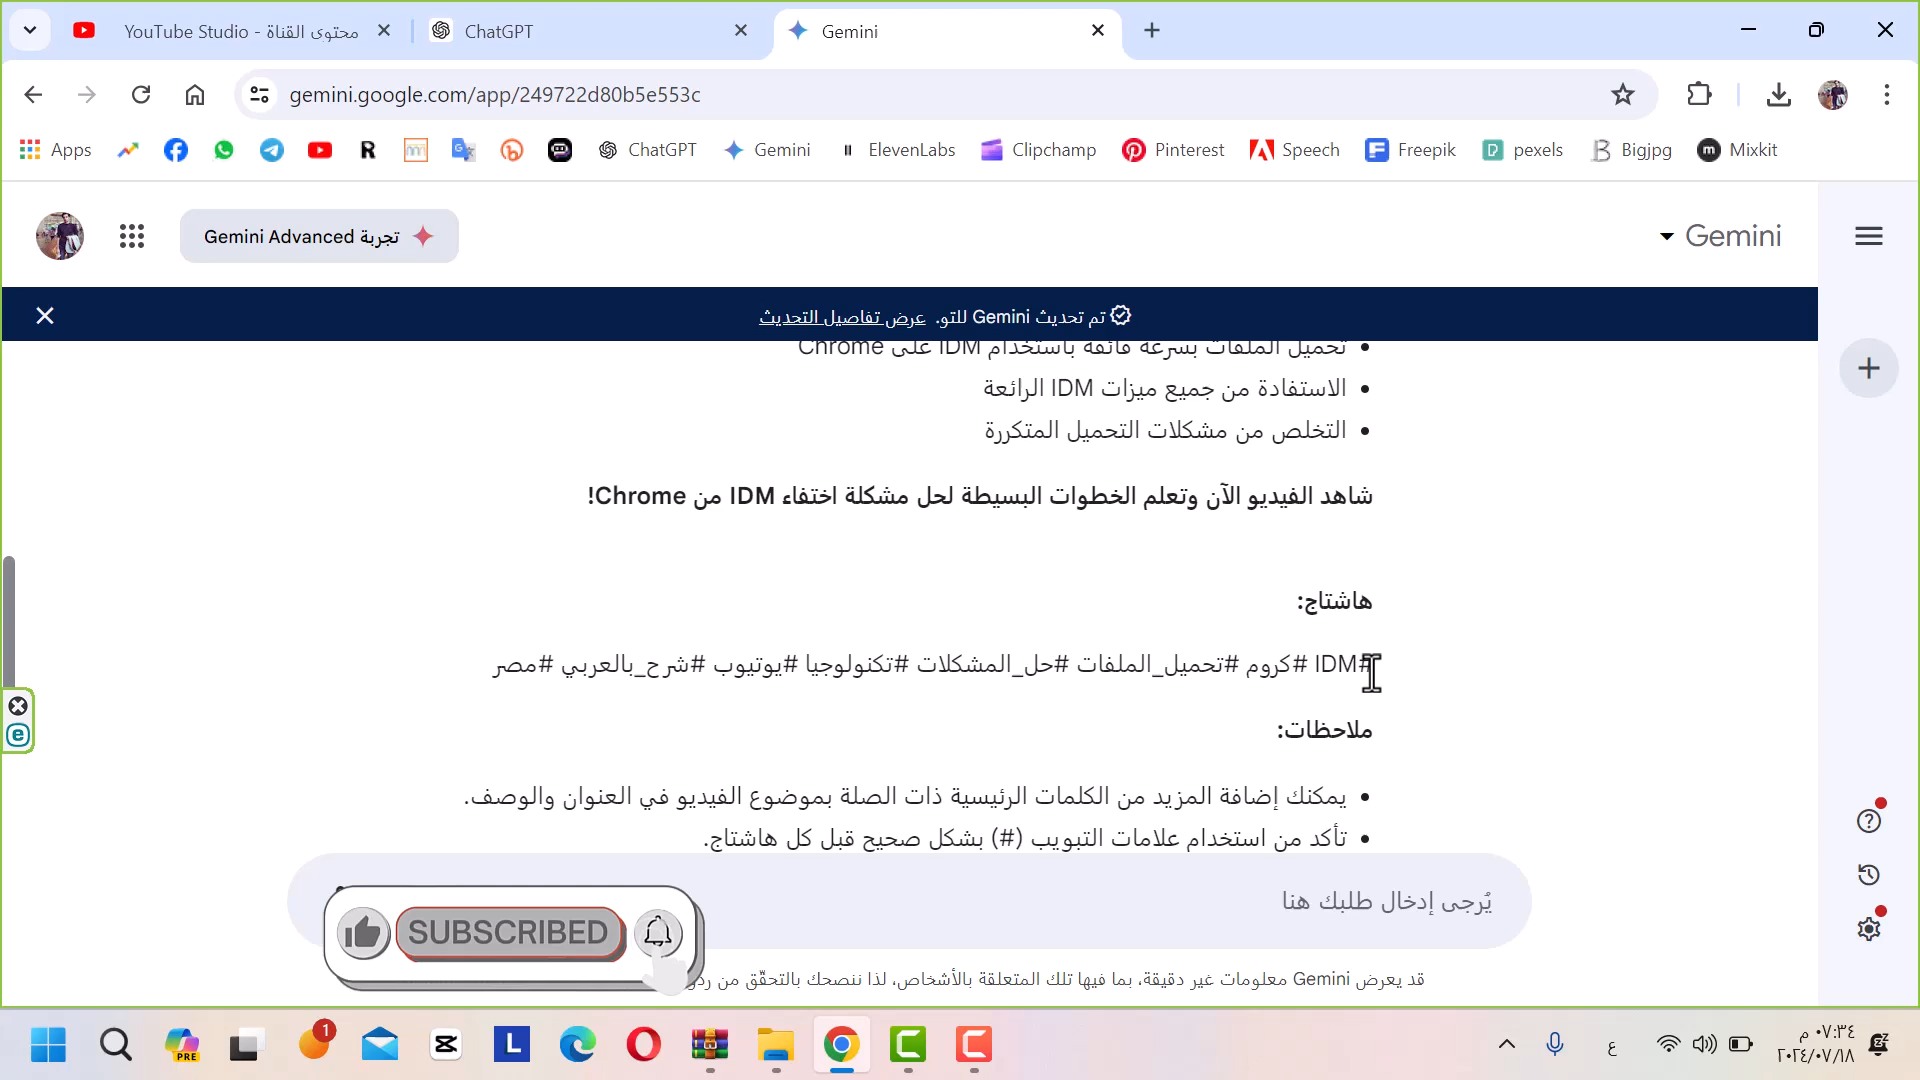 YouTube Studio - محتوى القناة
ChatGPT
Gemini
gemini.google.com/app/249722d80b5e553c
Apps
ChatGPT
Gemini
ElevenLabs
Clipchamp
Pinterest
Speech
Freepik
pexels
Bigjpg
Mixkit
تجربة Gemini Advanced
Gemini
تم تحديث Gemini للتو. عرض تفاصيل التحديث
تحميل الملفات بسرعة فائقة باستخدام IDM على Chrome
الاستفادة من جميع ميزات IDM الرائعة
التخلص من مشكلات التحميل المتكررة
شاهد الفيديو الآن وتعلم الخطوات البسيطة لحل مشكلة اختفاء IDM من Chrome!
هاشتاج:
#IDM #كروم #تحميل_الملفات #حل_المشكلات #تكنولوجيا #يوتيوب #شرح_بالعربي #مصر
ملاحظات:
يمكنك إضافة المزيد من الكلمات الرئيسية ذات الصلة بموضوع الفيديو في العنوان والوصف.
تأكد من استخدام علامات التبويب (#) بشكل صحيح قبل كل هاشتاج.
يُرجى إدخال طلبك هنا
SUBSCRIBED
قد يعرض Gemini معلومات غير دقيقة، بما فيها تلك المتعلقة بالأشخاص، لذا ننصحك بالتحقّق من
PRE
1
L
ع
٠٧:٣٤ م
٢٠٢٤/٠٧/١٨